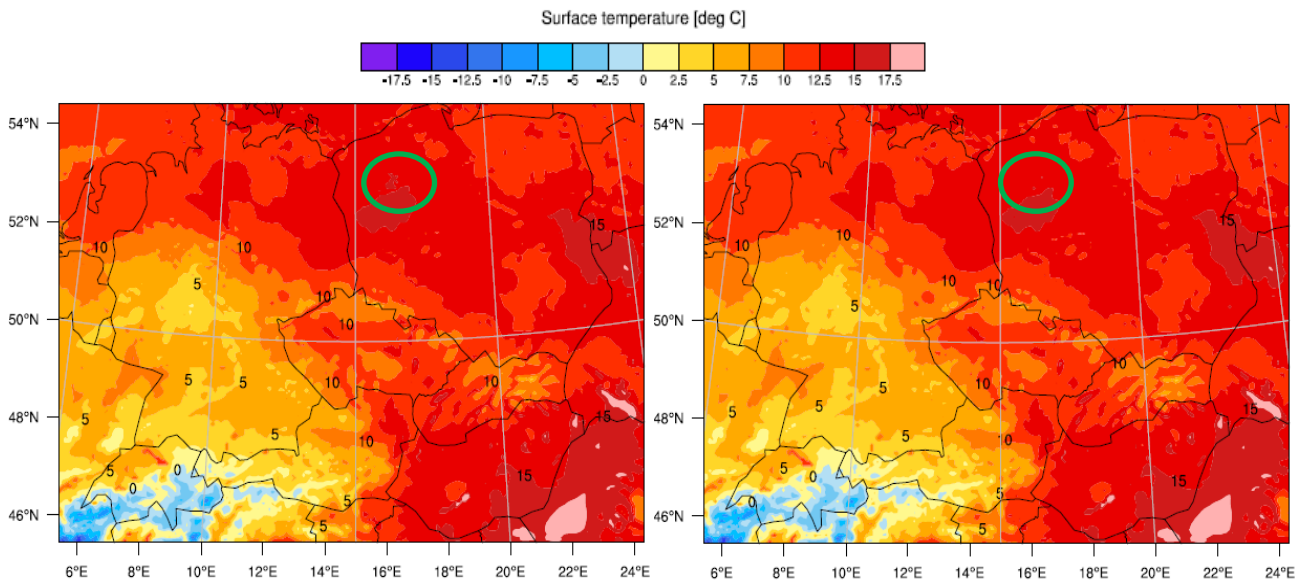 Surface temperature [deg C]
-17.5 -15 -12.5 -10 -7.5 -5 -2.5 0 2.5 5 7.5 10 12.5 15 17.5
54°N 54°N
52°N 15 52°N 15
10 10 10 10
5 5
10 10
50°N 10 50°N 10
5 5 10 10 5 5 10 10
48°N 5 15 48°N 5 15
5 10 5 10
5 0 15 5 0 15
0 5 0 5
46°N 5 46°N 5
6°E 8°E 10°E 12°E 14°E 16°E 18°E 20°E 22°E 24°E 6°E 8°E 10°E 12°E 14°E 16°E 18°E 20°E 22°E 24°E